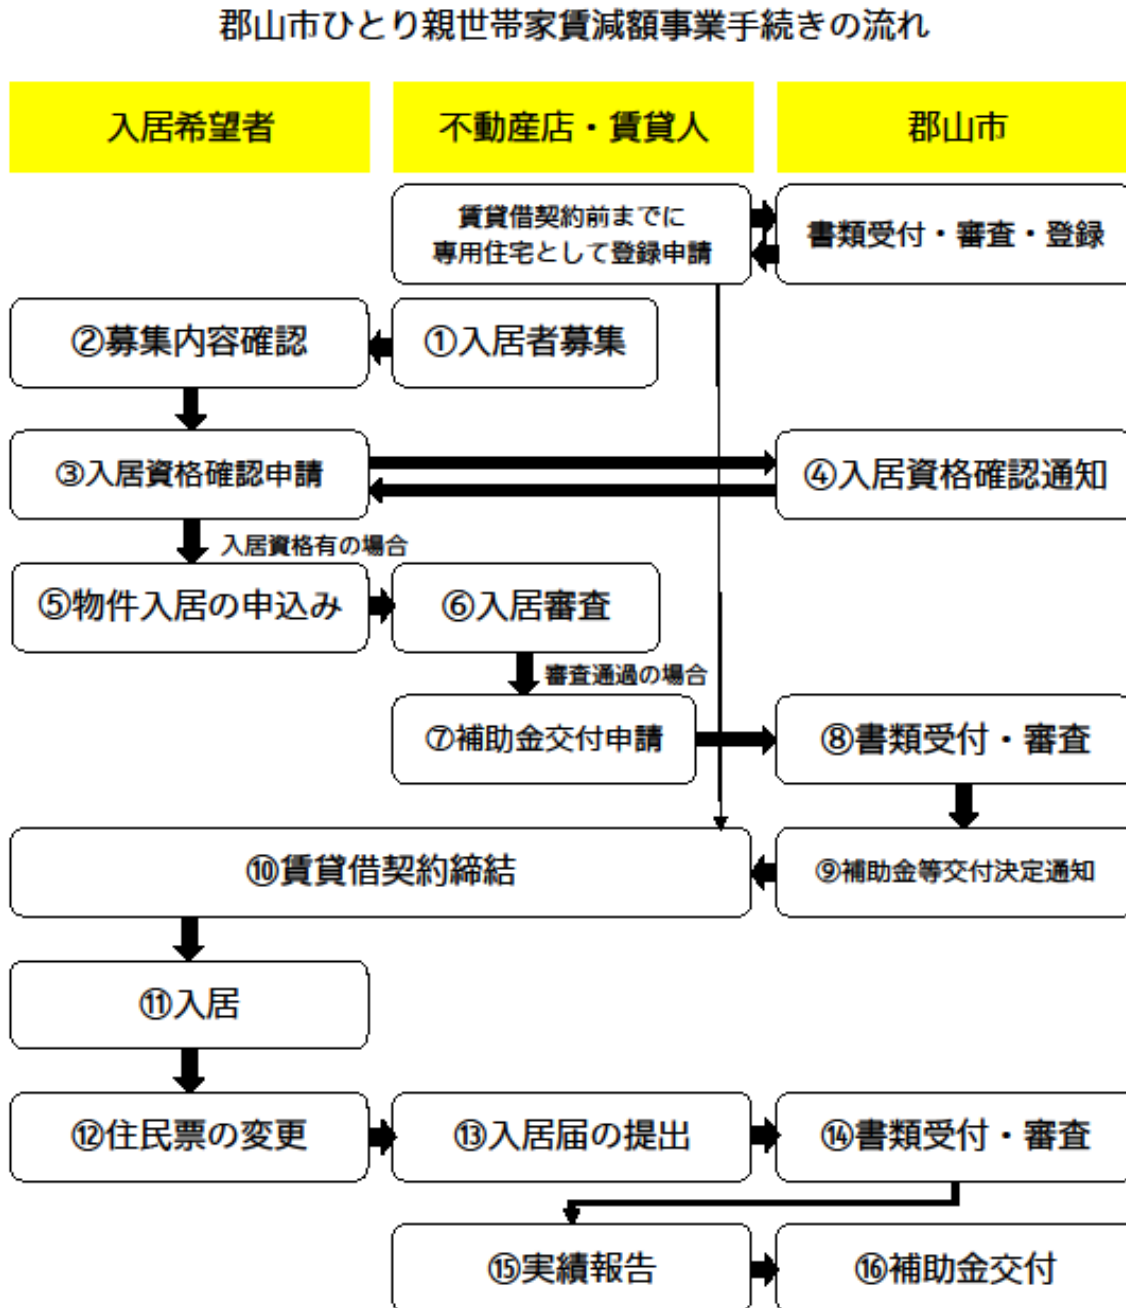 郡山市ひとり親世帯家賃減額事業手続きの流れ
入居希望者
不動産店・賃貸人
郡山市
賃貸借契約前までに
専用住宅として登録申請
書類受付・審査・登録
②募集内容確認
①入居者募集
③入居資格確認申請
④入居資格確認通知
入居資格有の場合
⑤物件入居の申込み
⑥入居審査
審査通過の場合
⑦補助金交付申請
⑧書類受付・審査
⑩賃貸借契約締結
⑨補助金等交付決定通知
⑪入居
⑫住民票の変更
⑬入居届の提出
⑭書類受付・審査
⑮実績報告
⑯補助金交付